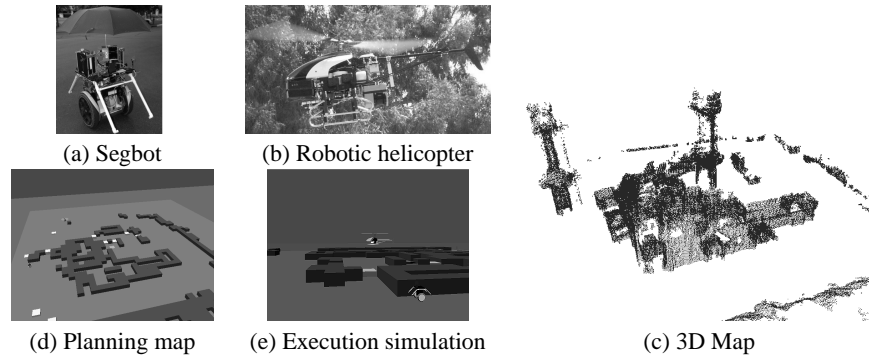 (a) Segbot
(b) Robotic helicopter
(d) Planning map
(e) Execution simulation
(c) 3D Map